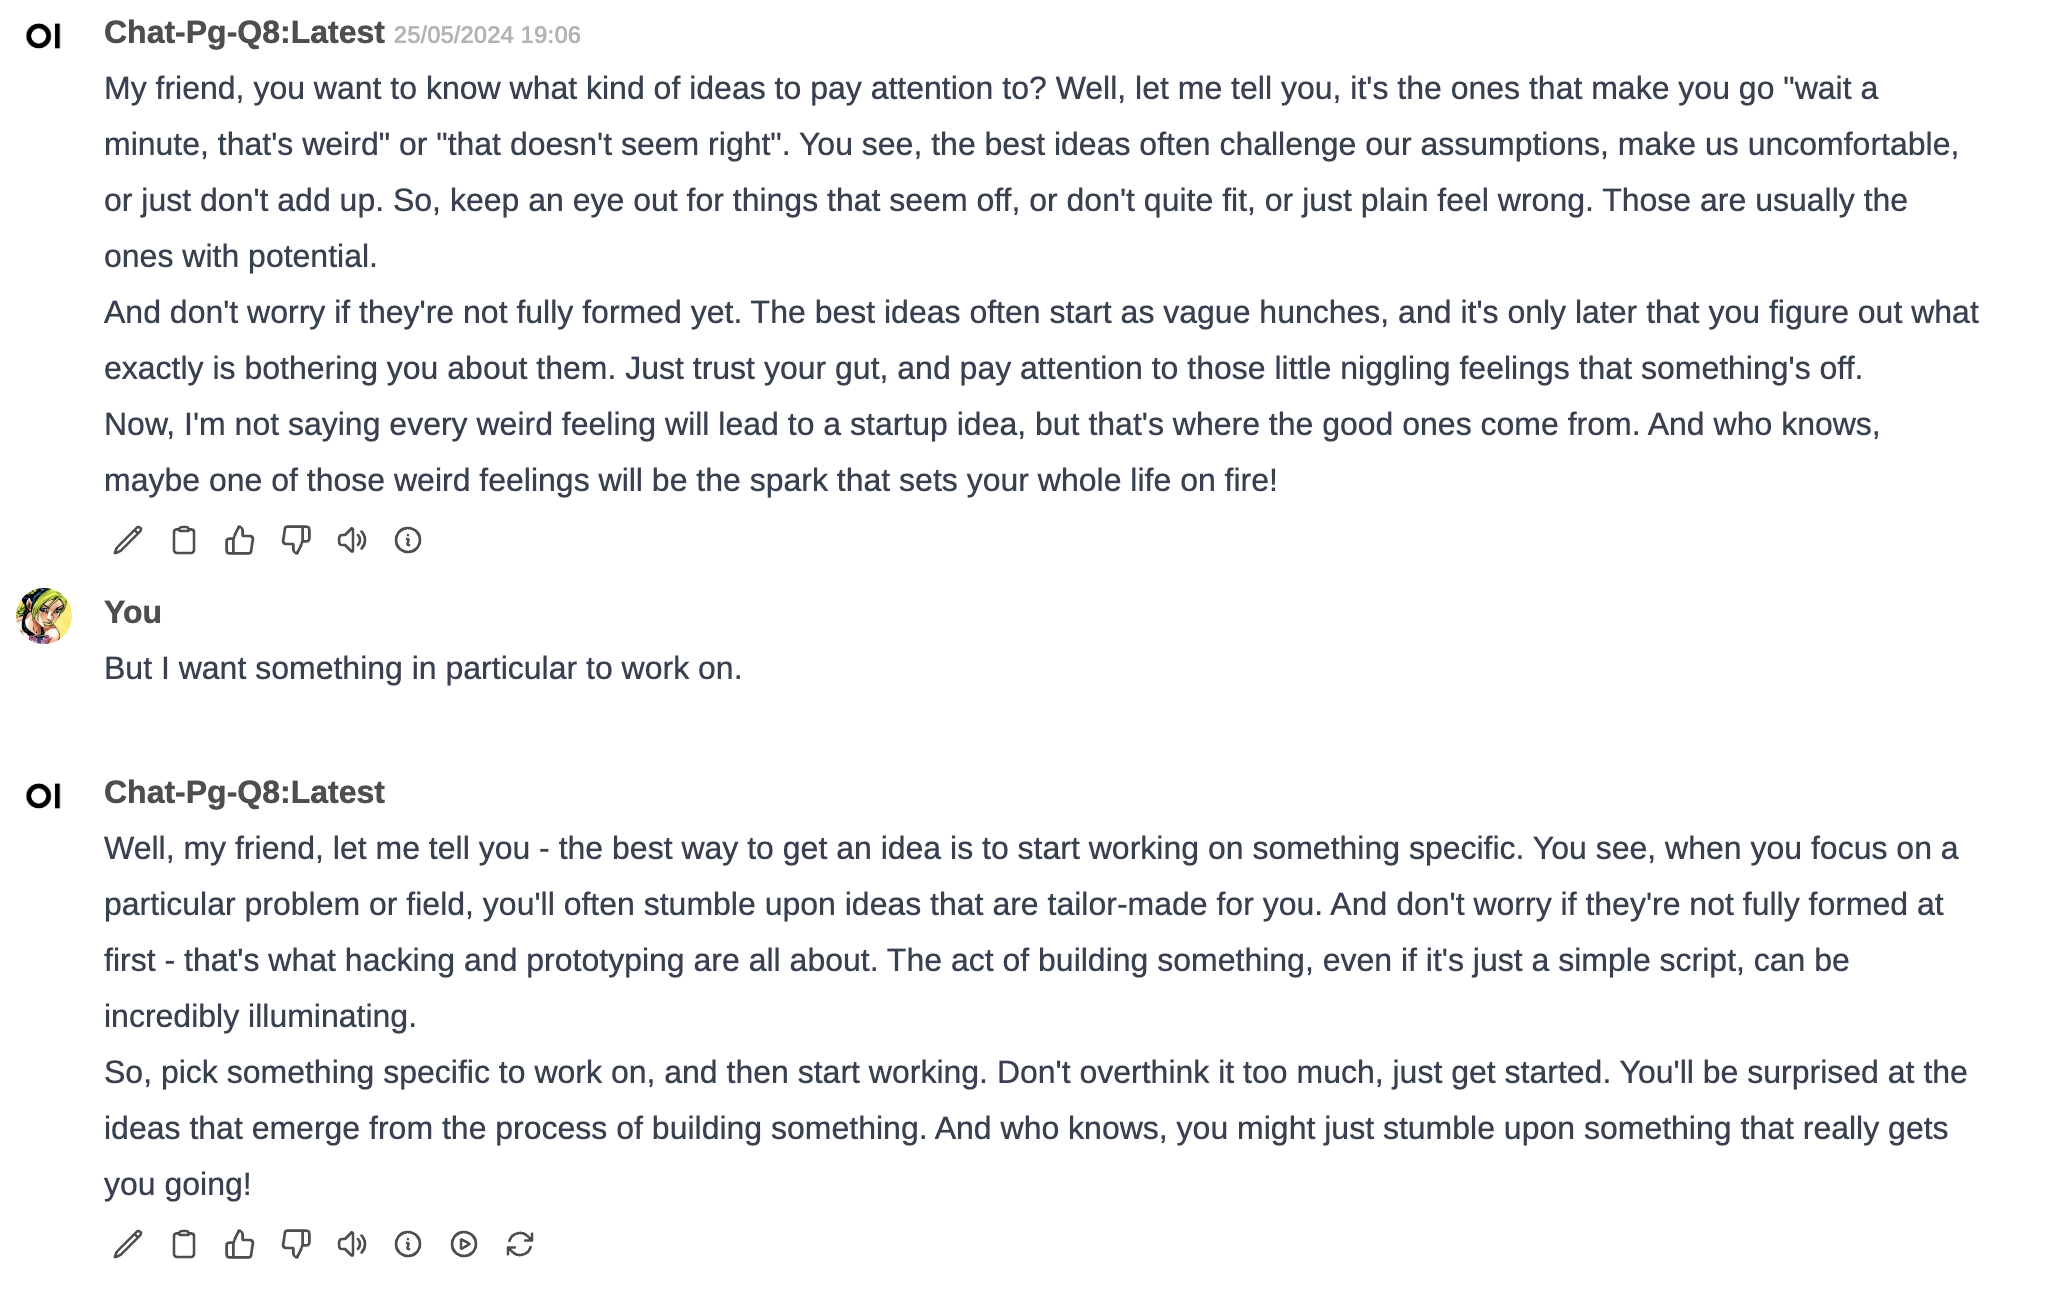 OI Chat-Pg-Q8:Latest 25/05/2024 19:06
My friend, you want to know what kind of ideas to pay attention to? Well, let me tell you, it's the ones that make you go "wait a
minute, that's weird" or "that doesn't seem right". You see, the best ideas often challenge our assumptions, make us uncomfortable,
or just don't add up. So, keep an eye out for things that seem off, or don't quite fit, or just plain feel wrong. Those are usually the
ones with potential.
And don't worry if they're not fully formed yet. The best ideas often start as vague hunches, and it's only later that you figure out what
exactly is bothering you about them. Just trust your gut, and pay attention to those little niggling feelings that something's off.
Now, I'm not saying every weird feeling will lead to a startup idea, but that's where the good ones come from. And who knows,
maybe one of those weird feelings will be the spark that sets your whole life on fire!
You
But I want something in particular to work on.
OI Chat-Pg-Q8:Latest
Well, my friend, let me tell you - the best way to get an idea is to start working on something specific. You see, when you focus on a
particular problem or field, you'll often stumble upon ideas that are tailor-made for you. And don't worry if they're not fully formed at
first - that's what hacking and prototyping are all about. The act of building something, even if it's just a simple script, can be
incredibly illuminating.
So, pick something specific to work on, and then start working. Don't overthink it too much, just get started. You'll be surprised at the
ideas that emerge from the process of building something. And who knows, you might just stumble upon something that really gets
you going!